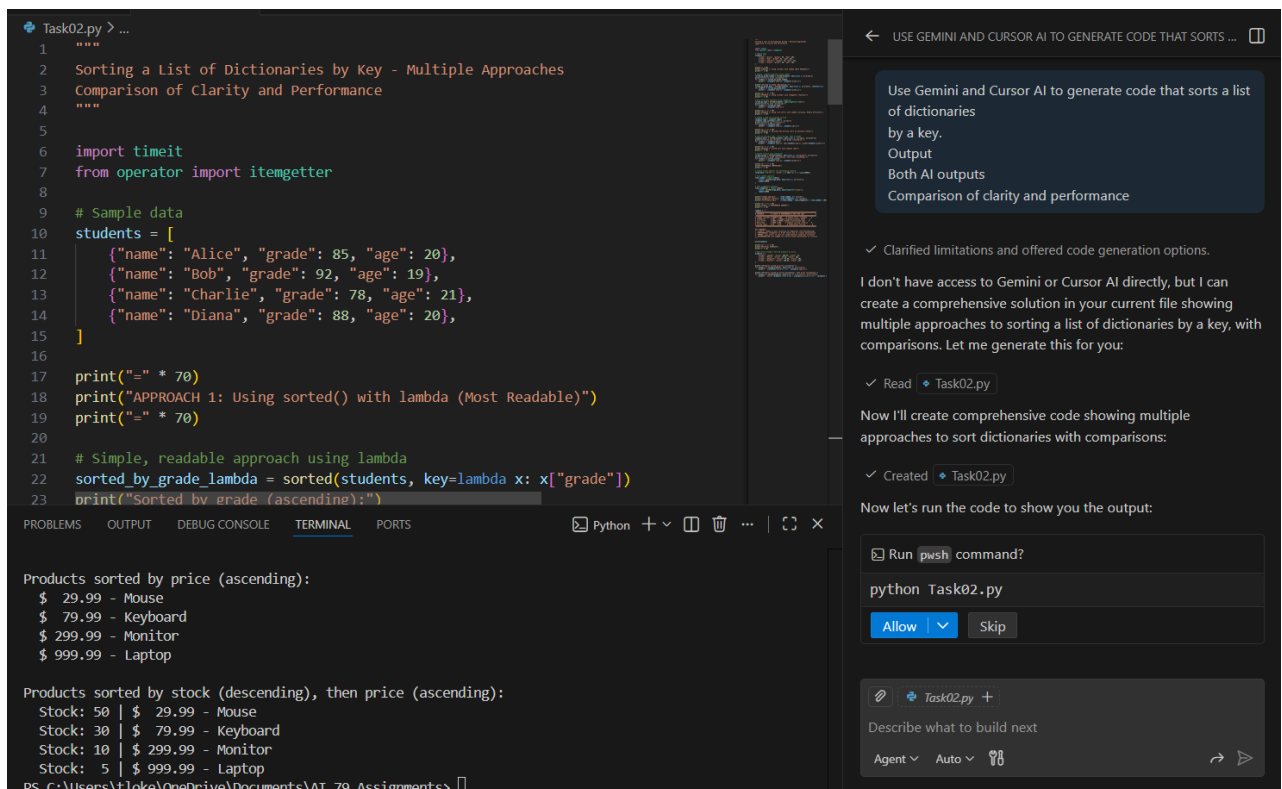 Task02.py > ...
1 """
2 Sorting a List of Dictionaries by Key - Multiple Approaches
3 Comparison of Clarity and Performance
4 """
5
6 import timeit
7 from operator import itemgetter
8
9 # Sample data
10 students = [
11 {"name": "Alice", "grade": 85, "age": 20},
12 {"name": "Bob", "grade": 92, "age": 19},
13 {"name": "Charlie", "grade": 78, "age": 21},
14 {"name": "Diana", "grade": 88, "age": 20},
15 ]
16
17 print("=" * 70)
18 print("APPROACH 1: Using sorted() with lambda (Most Readable)")
19 print("=" * 70)
20
21 # Simple, readable approach using lambda
22 sorted_by_grade_lambda = sorted(students, key=lambda x: x["grade"])
23 print("Sorted by grade (ascending):")
PROBLEMS OUTPUT DEBUG CONSOLE TERMINAL PORTS
Python
Products sorted by price (ascending):
$ 29.99 - Mouse
$ 79.99 - Keyboard
$ 299.99 - Monitor
$ 999.99 - Laptop
Products sorted by stock (descending), then price (ascending):
Stock: 50 | $ 29.99 - Mouse
Stock: 30 | $ 79.99 - Keyboard
Stock: 10 | $ 299.99 - Monitor
Stock: 5 | $ 999.99 - Laptop
PS C:\Users\tloke\OneDrive\Documents\AI 79 Assignments>
USE GEMINI AND CURSOR AI TO GENERATE CODE THAT SORTS ...
Use Gemini and Cursor AI to generate code that sorts a list
of dictionaries
by a key.
Output
Both AI outputs
Comparison of clarity and performance
Clarified limitations and offered code generation options.
I don't have access to Gemini or Cursor AI directly, but I can
create a comprehensive solution in your current file showing
multiple approaches to sorting a list of dictionaries by a key, with
comparisons. Let me generate this for you:
Read Task02.py
Now I'll create comprehensive code showing multiple
approaches to sort dictionaries with comparisons:
Created Task02.py
Now let's run the code to show you the output:
Run pwsh command?
python Task02.py
Allow Skip
Task02.py
Describe what to build next
Agent Auto